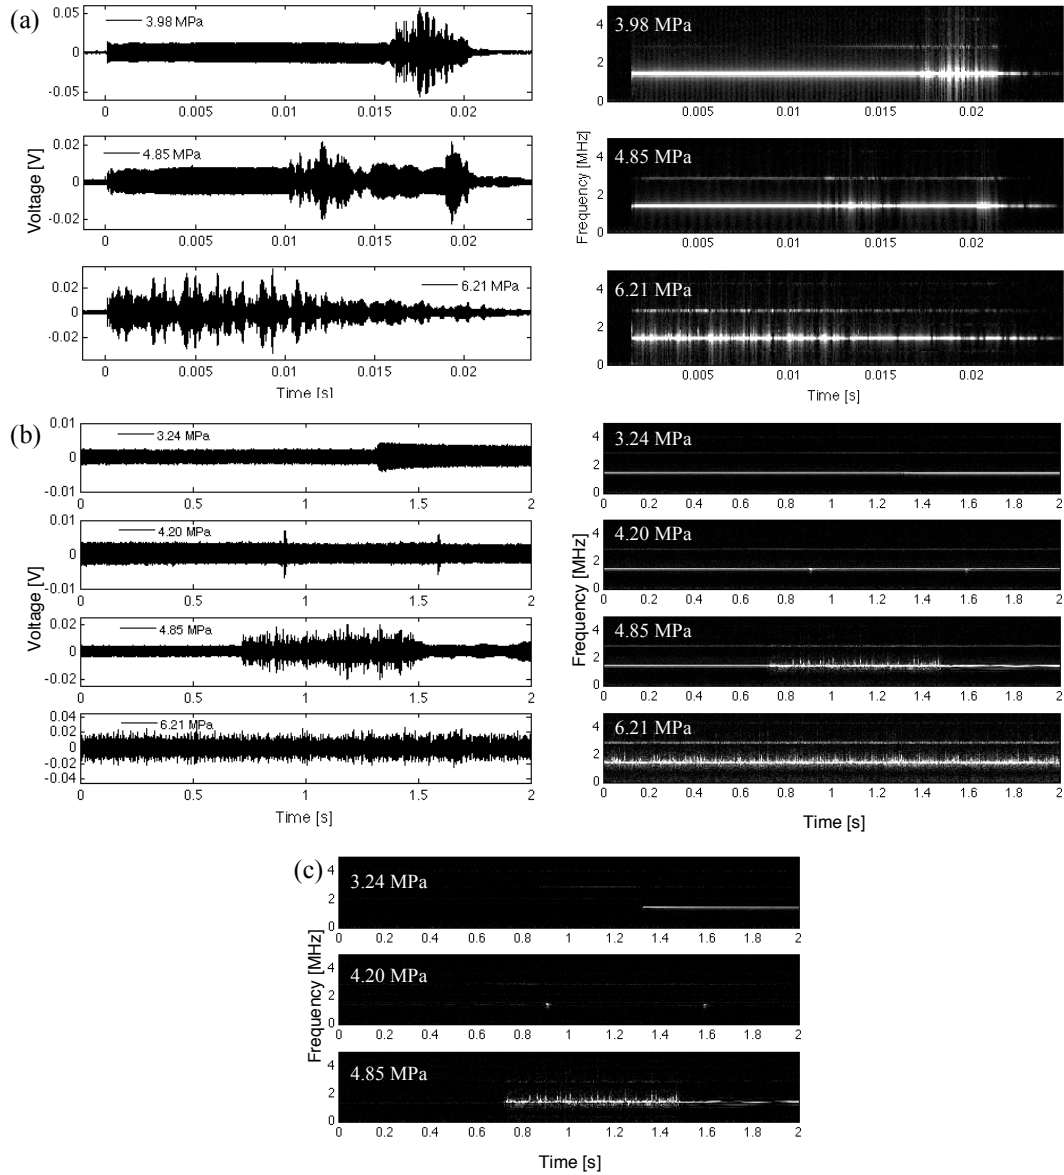 (a)
0.05
0
-0.05
3.98 MPa
0 0.005 0.01 0.015 0.02
3.98 MPa
4
2
0
0.005 0.01 0.015 0.02
Voltage [V]
0.02
0
-0.02
4.85 MPa
0 0.005 0.01 0.015 0.02
Frequency [MHz]
4.85 MPa
4
2
0
0.005 0.01 0.015 0.02
0.02
0
-0.02
6.21 MPa
0 0.005 0.01 0.015 0.02
Time [s]
6.21 MPa
4
2
0
0.005 0.01 0.015 0.02
Time [s]
(b)
0.01
0
-0.01
3.24 MPa
0 0.5 1 1.5 2
3.24 MPa
4
2
0
0 0.2 0.4 0.6 0.8 1 1.2 1.4 1.6 1.8 2
Voltage [V]
0.01
0
-0.01
4.20 MPa
0 0.5 1 1.5 2
Frequency [MHz]
4.20 MPa
4
2
0
0 0.2 0.4 0.6 0.8 1 1.2 1.4 1.6 1.8 2
0.02
0
-0.02
4.85 MPa
0 0.5 1 1.5 2
4.85 MPa
4
2
0
0 0.2 0.4 0.6 0.8 1 1.2 1.4 1.6 1.8 2
0.04
0.02
0
-0.02
-0.04
6.21 MPa
0 0.5 1 1.5 2
Time [s]
6.21 MPa
4
2
0
0 0.2 0.4 0.6 0.8 1 1.2 1.4 1.6 1.8 2
Time [s]
(c)
Frequency [MHz]
3.24 MPa
4
2
0
0 0.2 0.4 0.6 0.8 1 1.2 1.4 1.6 1.8 2
4.20 MPa
4
2
0
0 0.2 0.4 0.6 0.8 1 1.2 1.4 1.6 1.8 2
4.85 MPa
4
2
0
0 0.2 0.4 0.6 0.8 1 1.2 1.4 1.6 1.8 2
Time [s]